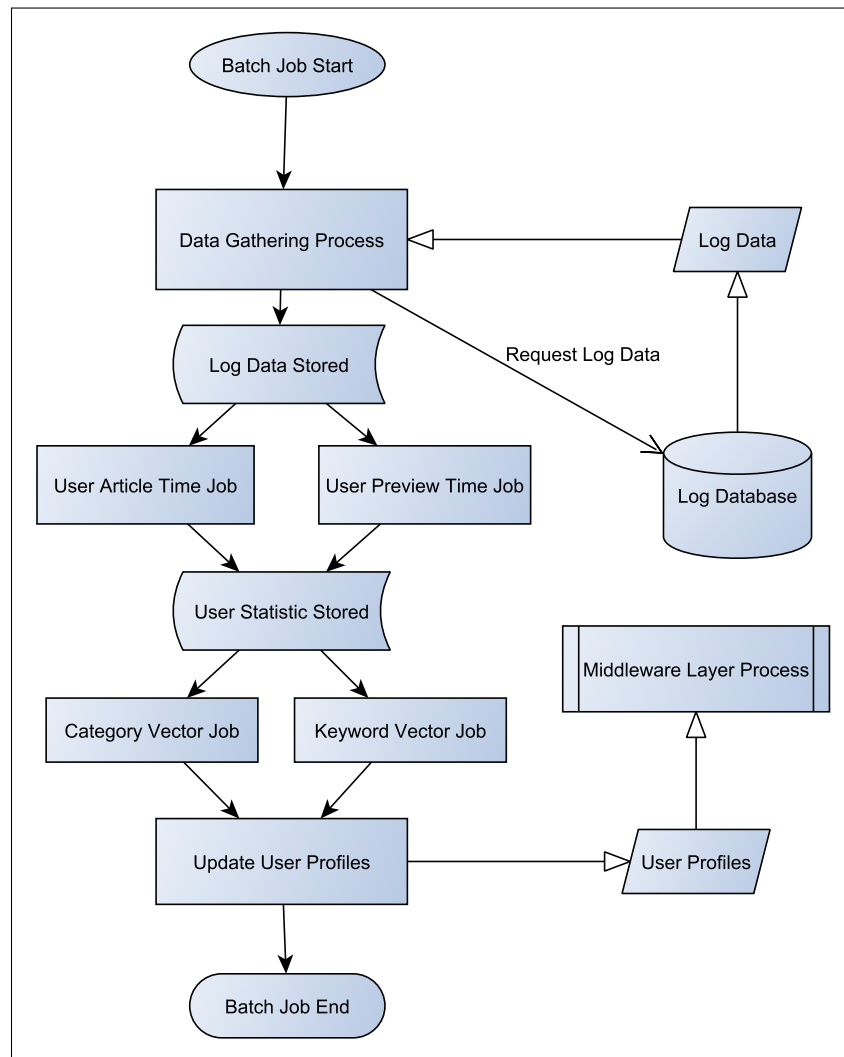 Batch Job Start
Data Gathering Process
Log Data
Request Log Data
Log Data Stored
User Article Time Job
User Preview Time Job
Log Database
User Statistic Stored
Middleware Layer Process
Category Vector Job
Keyword Vector Job
Update User Profiles
User Profiles
Batch Job End